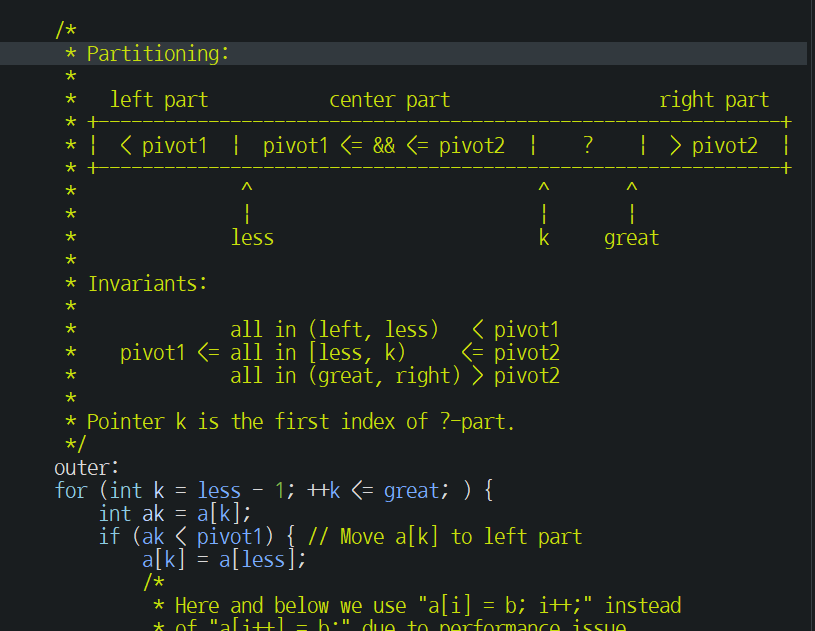 /*
 * Partitioning:
 *
 *   left part           center part                   right part
 * +--------------------------------------------------------------+
 * |  < pivot1  |  pivot1 <= && <= pivot2  |    ?    |  > pivot2  |
 * +--------------------------------------------------------------+
 *               ^                          ^       ^
 *               |                          |       |
 *              less                        k     great
 *
 * Invariants:
 *
 *              all in (left, less)   < pivot1
 *    pivot1 <= all in [less, k)     <= pivot2
 *              all in (great, right) > pivot2
 *
 * Pointer k is the first index of ?-part.
 */
outer:
for (int k = less - 1; ++k <= great; ) {
    int ak = a[k];
    if (ak < pivot1) { // Move a[k] to left part
        a[k] = a[less];
        /*
         * Here and below we use "a[i] = b; i++;" instead
         * of "a[i++] = b;" due to performance issue.